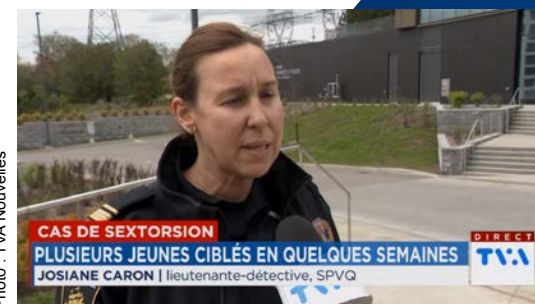 CAS DE SEXTORSION
PLUSIEURS JEUNES CIBLÉS EN QUELQUES SEMAINES
JOSIANE CARON | lieutenante-détective, SPVQ
DIRECT
TVA
Photo : TVA Nouvelles